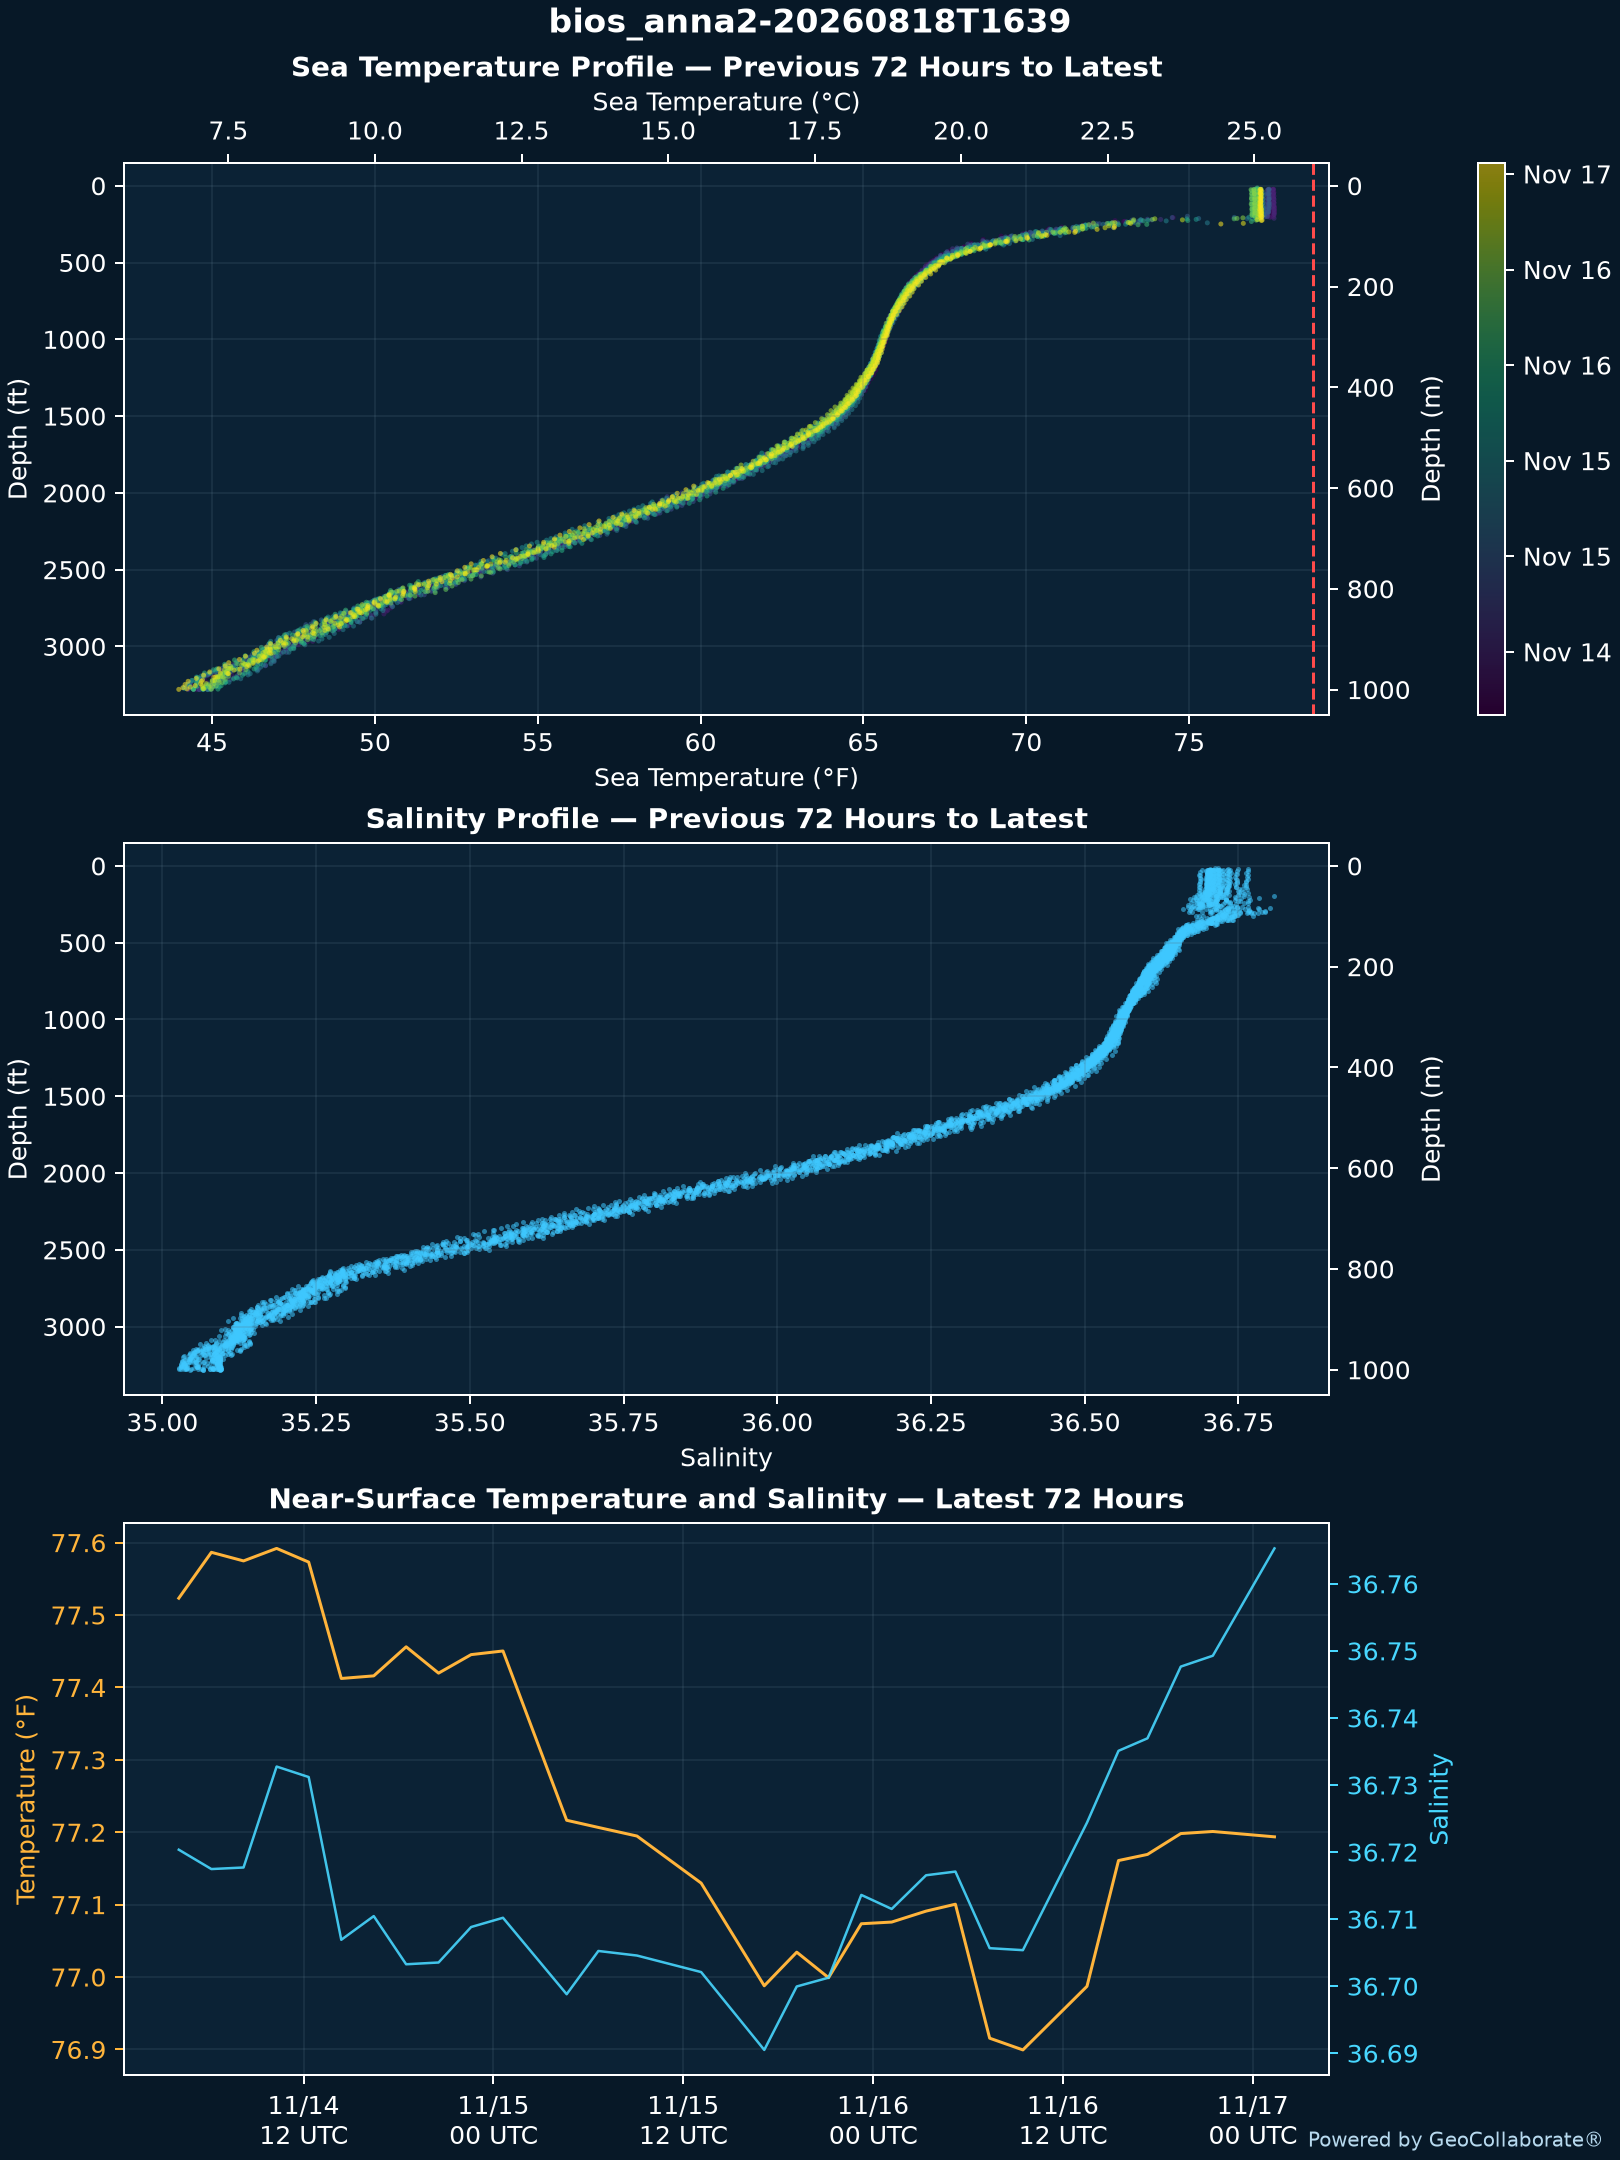 bios_anna2-20260818T1639
Sea Temperature Profile — Previous 72 Hours to Latest
Sea Temperature (°C)
7.5 10.0 12.5 15.0 17.5 20.0 22.5 25.0
0
500
1000
1500
2000
2500
3000
Depth (ft)
0
200
400
600
800
1000
Depth (m)
Nov 17
Nov 16
Nov 16
Nov 15
Nov 15
Nov 14
45 50 55 60 65 70 75
Sea Temperature (°F)
Salinity Profile — Previous 72 Hours to Latest
0
500
1000
1500
2000
2500
3000
Depth (ft)
0
200
400
600
800
1000
Depth (m)
35.00 35.25 35.50 35.75 36.00 36.25 36.50 36.75
Salinity
Near-Surface Temperature and Salinity — Latest 72 Hours
77.6
77.5
77.4
77.3
77.2
77.1
77.0
76.9
Temperature (°F)
36.76
36.75
36.74
36.73
36.72
36.71
36.70
36.69
Salinity
11/14 11/15 11/15 11/16 11/16 11/17
12 UTC 00 UTC 12 UTC 00 UTC 12 UTC 00 UTC
Powered by GeoCollaborate®